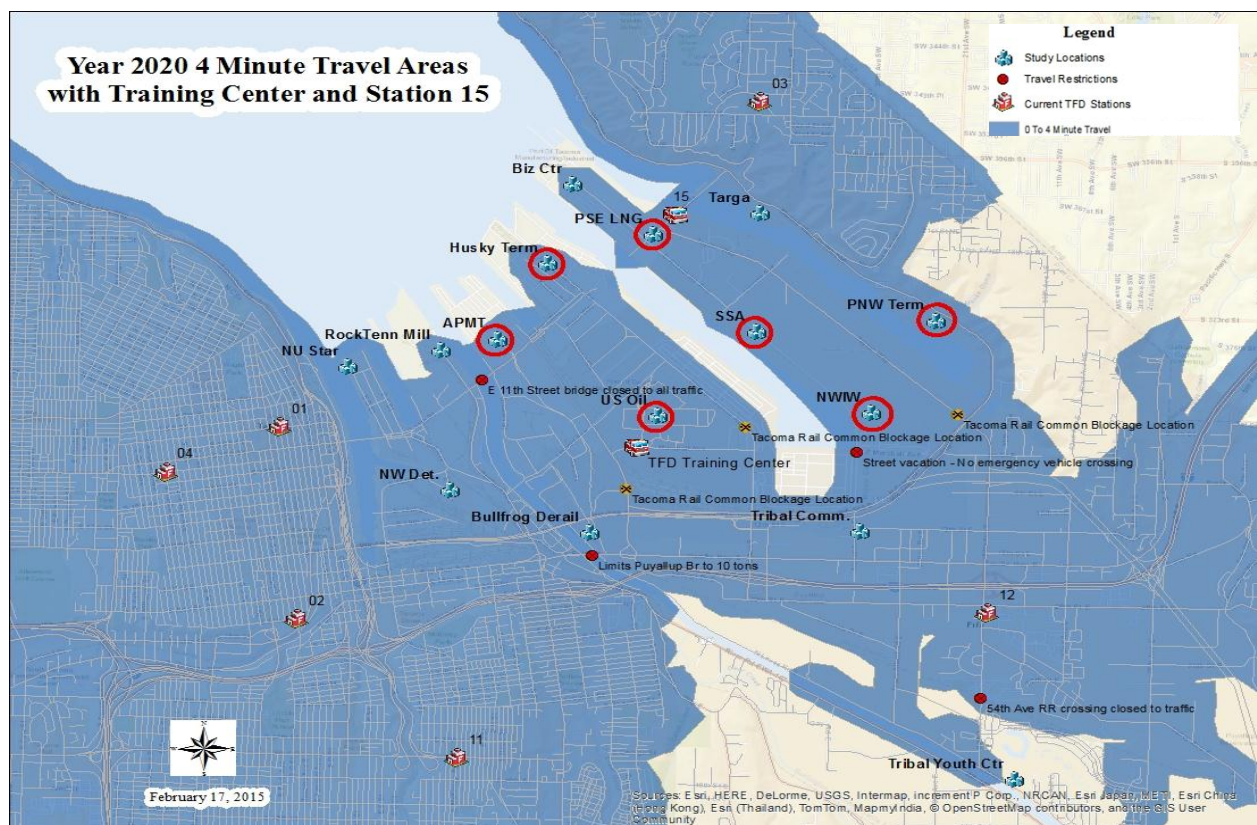 Year 2020 4 Minute Travel Areas
with Training Center and Station 15
Legend
Study Locations
Travel Restrictions
Current TFD Stations
0 To 4 Minute Travel
03
Biz Ctr
15
Targa
PSE LNG
Husky Term
PNW Term
SSA
APMT
RockTenn Mill
NU Star
E 11th Street bridge closed to all traffic
US Oil
NWIW
01
Tacoma Rail Common Blockage Location
Tacoma Rail Common Blockage Location
04
TFD Training Center
Street vacation - No emergency vehicle crossing
NW Det.
Tacoma Rail Common Blockage Location
Bullfrog Derail
Tribal Comm.
Limits Puyallup Br to 10 tons
02
12
Fife
54th Ave RR crossing closed to traffic
11
Tribal Youth Ctr
February 17, 2015
Sources: Esri, HERE, DeLorme, USGS, Intermap, increment P Corp., NRCAN, Esri Japan, METI, Esri China
(Hong Kong), Esri (Thailand), TomTom, MapmyIndia, © OpenStreetMap contributors, and the GIS User
Community